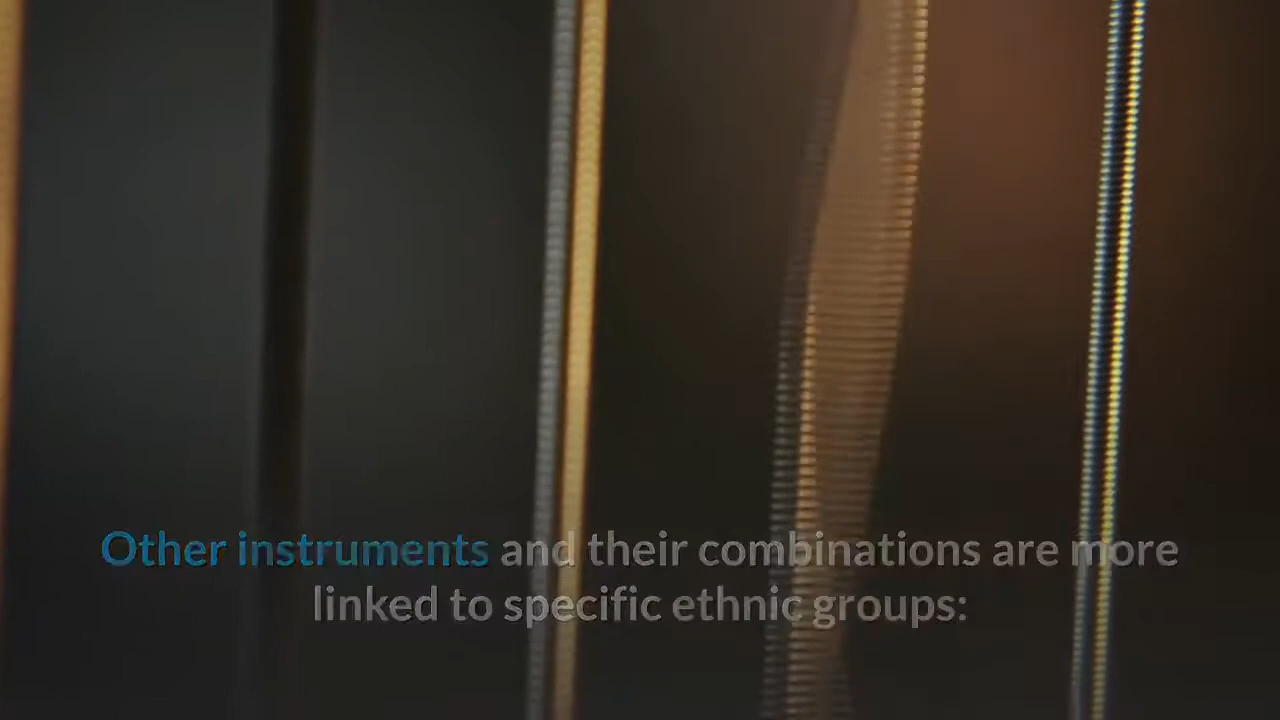 Other instruments and their combinations are more
linked to specific ethnic groups: